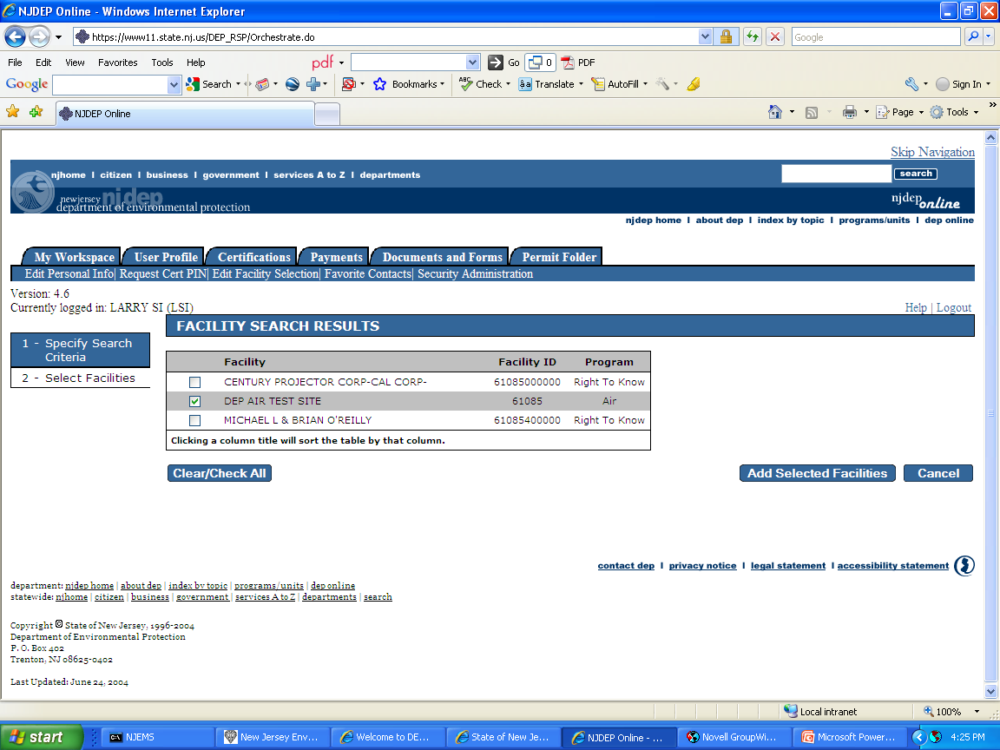 NJDEP Online - Windows Internet Explorer
https://www11.state.nj.us/DEP_RSP/Orchestrate.do
Google
File Edit View Favorites Tools Help
pdf Go 0 PDF
Google Search Bookmarks ABC Check Translate AutoFill Sign In
NJDEP Online
Page Tools
Skip Navigation
njhome I citizen I business I government I services A to Z I departments
search
newjersey njdep
department of environmental protection
njdep online
njdep home I about dep I index by topic I programs/units I dep online
My Workspace User Profile Certifications Payments Documents and Forms Permit Folder
Edit Personal Info| Request Cert PIN| Edit Facility Selection| Favorite Contacts| Security Administration
Version: 4.6
Currently logged in: LARRY SI (LSI)
Help | Logout
FACILITY SEARCH RESULTS
1 - Specify Search
Criteria
2 - Select Facilities
Facility Facility ID Program
CENTURY PROJECTOR CORP-CAL CORP- 61085000000 Right To Know
DEP AIR TEST SITE 61085 Air
MICHAEL L & BRIAN O'REILLY 61085400000 Right To Know
Clicking a column title will sort the table by that column.
Clear/Check All
Add Selected Facilities
Cancel
contact dep I privacy notice I legal statement I accessibility statement
department: njdep home | about dep | index by topic | programs/units | dep online
statewide: njhome | citizen | business | government | services A to Z | departments | search
Copyright © State of New Jersey, 1996-2004
Department of Environmental Protection
P. O. Box 402
Trenton, NJ 08625-0402
Last Updated: June 24, 2004
Local intranet 100%
start NJEMS New Jersey Env... Welcome to DE... State of New Je... NJDEP Online - ... Novell GroupWi... Microsoft Power... 4:25 PM